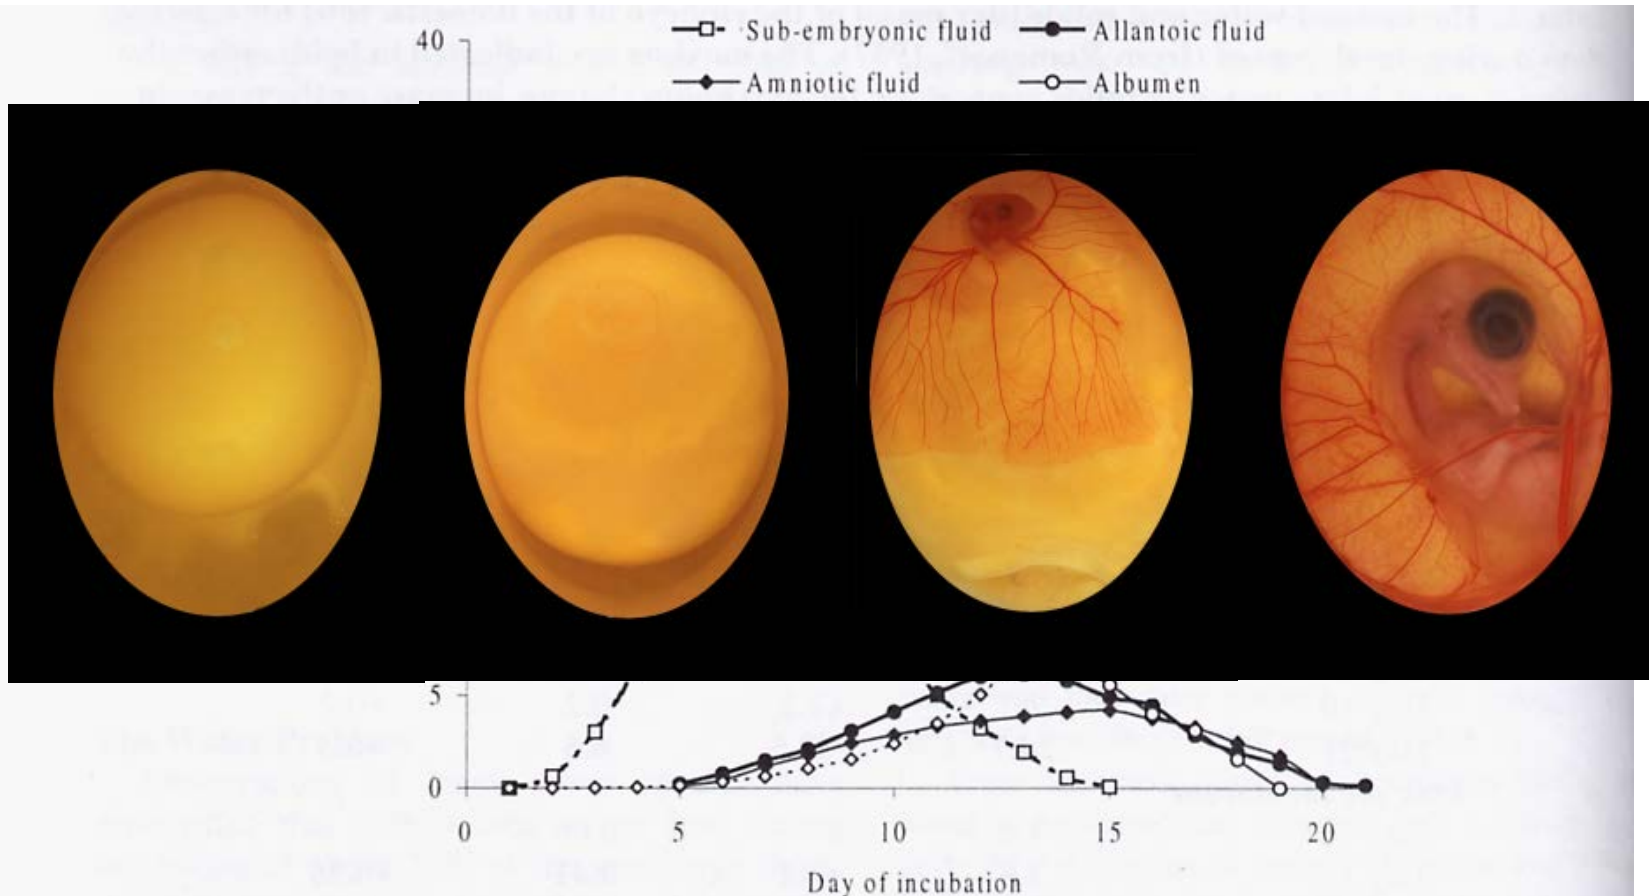 40
Sub-embryonic fluid Allantoic fluid
Amniotic fluid Albumen
5
0
0 5 10 15 20
Day of incubation